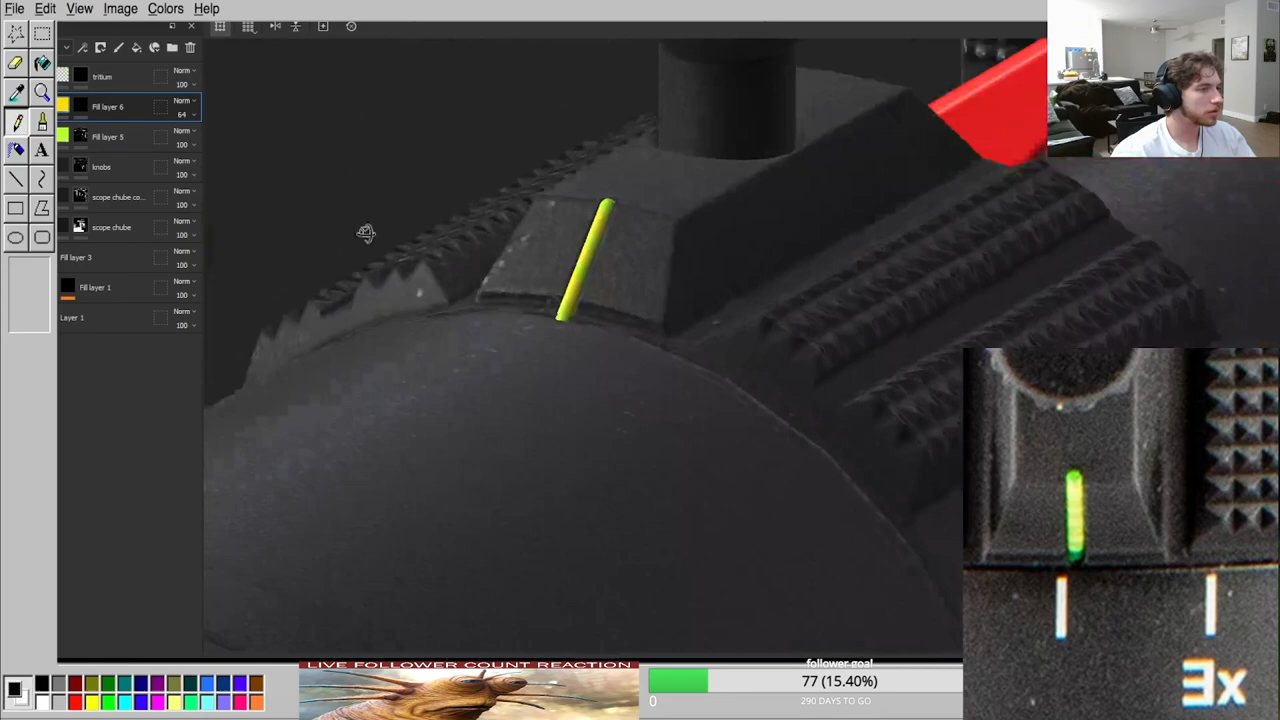 File Edit View Image Colors Help
tritium
Norm
100
Fill layer 6
Norm
64
Fill layer 5
Norm
100
knobs
Norm
100
scope chube co...
Norm
100
scope chube
Norm
100
Fill layer 3
Norm
100
Fill layer 1
Norm
100
Layer 1
Norm
100
A
3x
LIVE FOLLOWER COUNT REACTION
follower goal
77 (15.40%)
0
290 DAYS TO GO